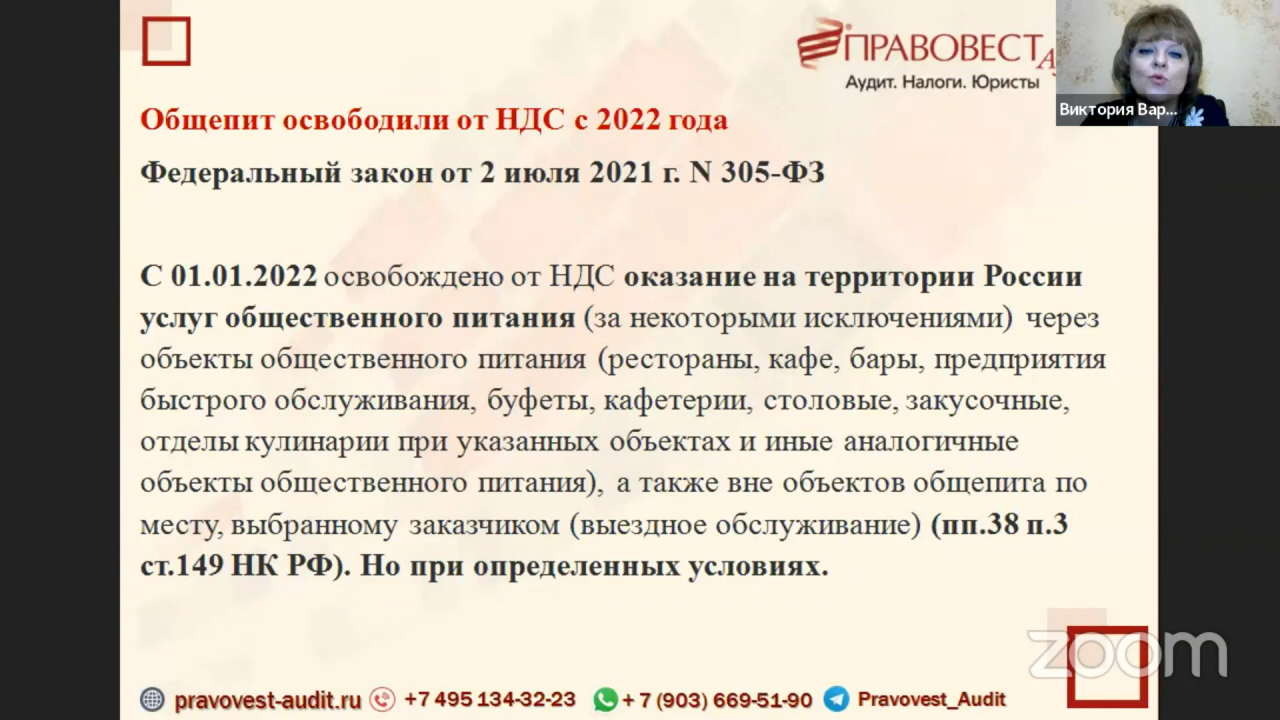 ПРАВОВЕСТ
Аудит. Налоги. Юристы
Виктория Вар...
Общепит освободили от НДС с 2022 года
Федеральный закон от 2 июля 2021 г. N 305-ФЗ
С 01.01.2022 освобождено от НДС оказание на территории России
услуг общественного питания (за некоторыми исключениями) через
объекты общественного питания (рестораны, кафе, бары, предприятия
быстрого обслуживания, буфеты, кафетерии, столовые, закусочные,
отделы кулинарии при указанных объектах и иные аналогичные
объекты общественного питания), а также вне объектов общепита по
месту, выбранному заказчиком (выездное обслуживание) (пп.38 п.3
ст.149 НК РФ). Но при определенных условиях.
zoom
pravovest-audit.ru +7 495 134-32-23 + 7 (903) 669-51-90 Pravovest_Audit